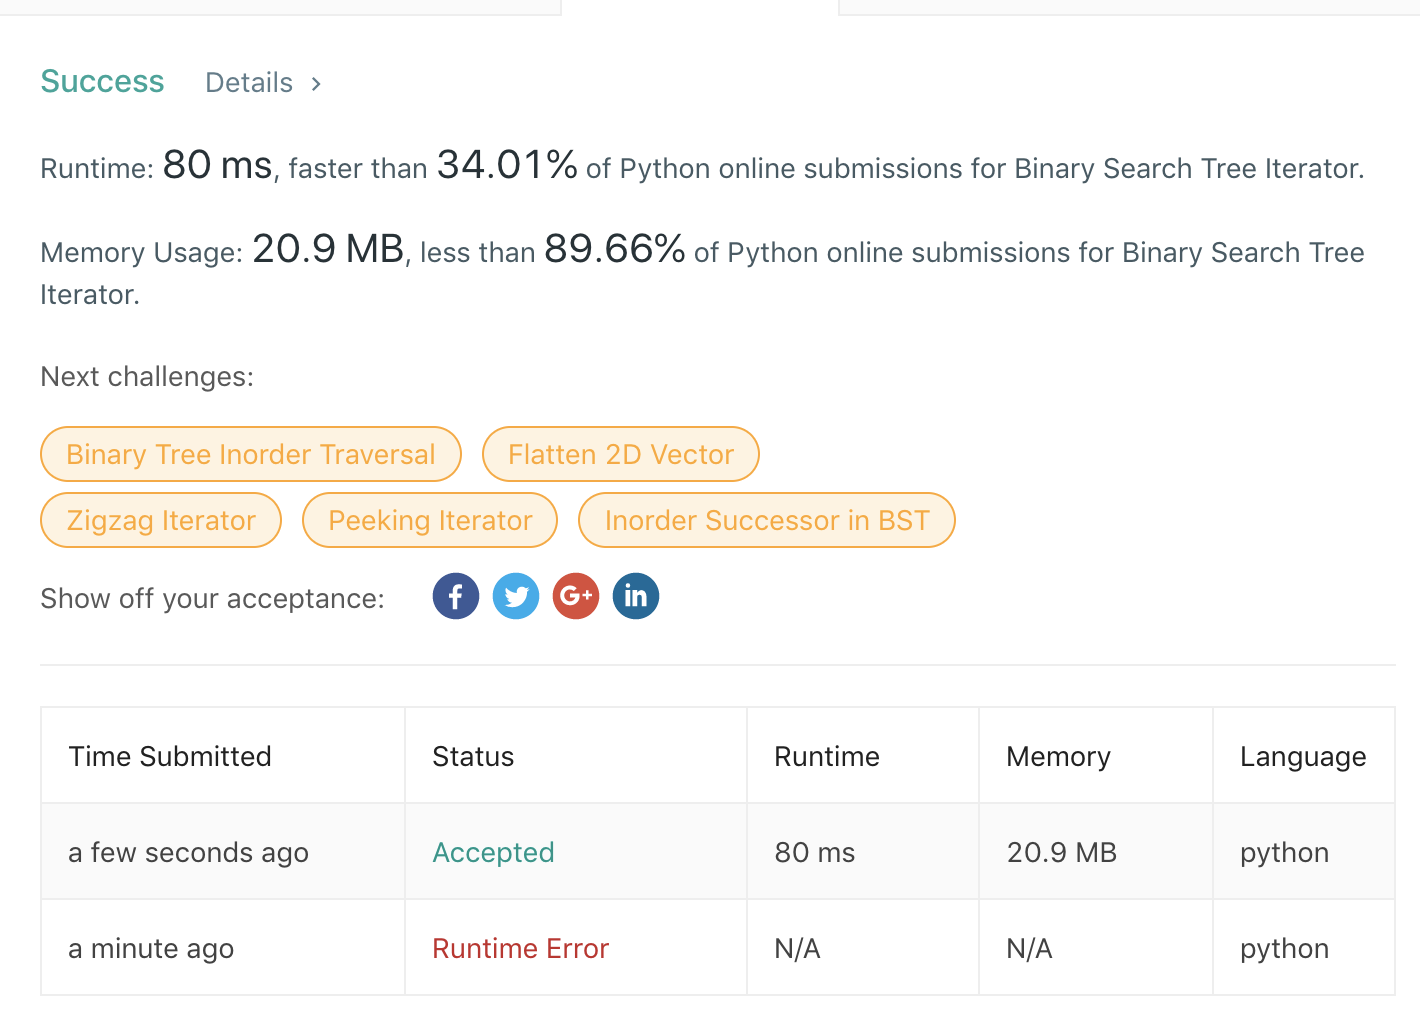 Success Details >
Runtime: 80 ms, faster than 34.01% of Python online submissions for Binary Search Tree Iterator.
Memory Usage: 20.9 MB, less than 89.66% of Python online submissions for Binary Search Tree
Iterator.
Next challenges:
Binary Tree Inorder Traversal Flatten 2D Vector
Zigzag Iterator Peeking Iterator Inorder Successor in BST
Show off your acceptance: f G+ in
Time Submitted Status Runtime Memory Language
a few seconds ago Accepted 80 ms 20.9 MB python
a minute ago Runtime Error N/A N/A python